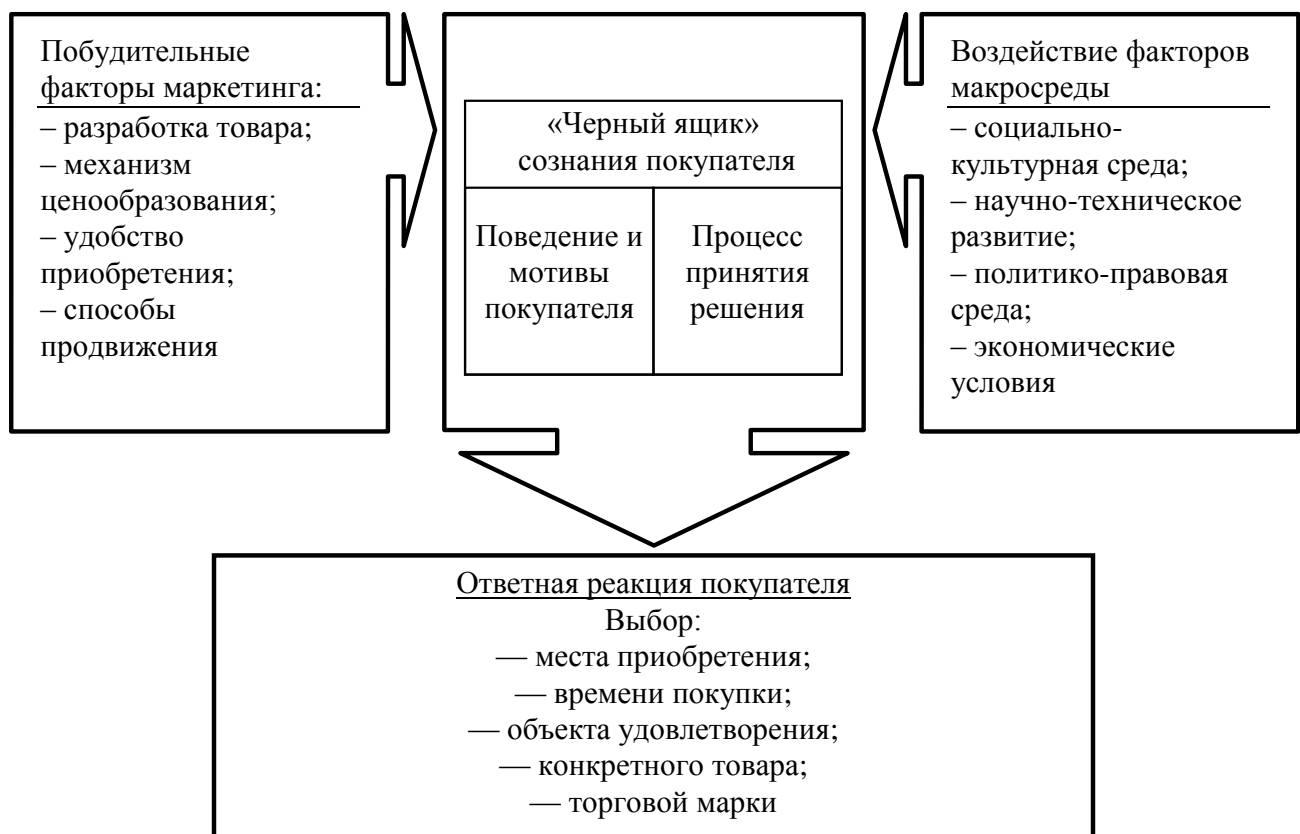 Побудительные
факторы маркетинга:
– разработка товара;
– механизм
ценообразования;
– удобство
приобретения;
– способы
продвижения
«Черный ящик»
сознания покупателя
Поведение и
мотивы
покупателя
Процесс
принятия
решения
Воздействие факторов
макросреды
– социально-
культурная среда;
– научно-техническое
развитие;
– политико-правовая
среда;
– экономические
условия
Ответная реакция покупателя
Выбор:
— места приобретения;
— времени покупки;
— объекта удовлетворения;
— конкретного товара;
— торговой марки